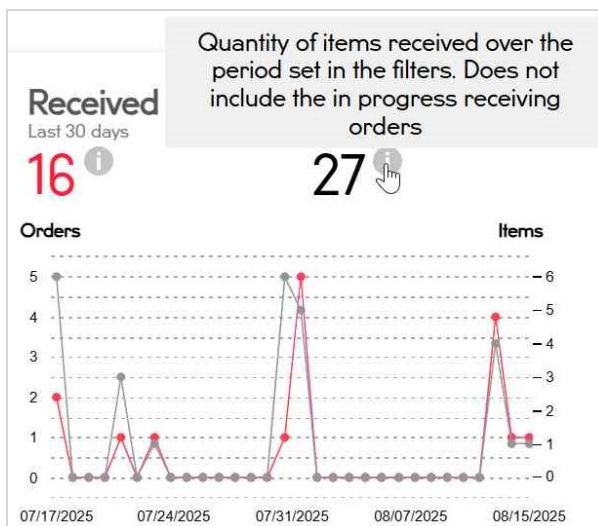 Quantity of items received over the
period set in the filters. Does not
include the in progress receiving
orders
Received
Last 30 days
16 i
27 i
Orders
Items
5
4
3
2
1
0
6
5
4
3
2
1
0
07/17/2025 07/24/2025 07/31/2025 08/07/2025 08/15/2025